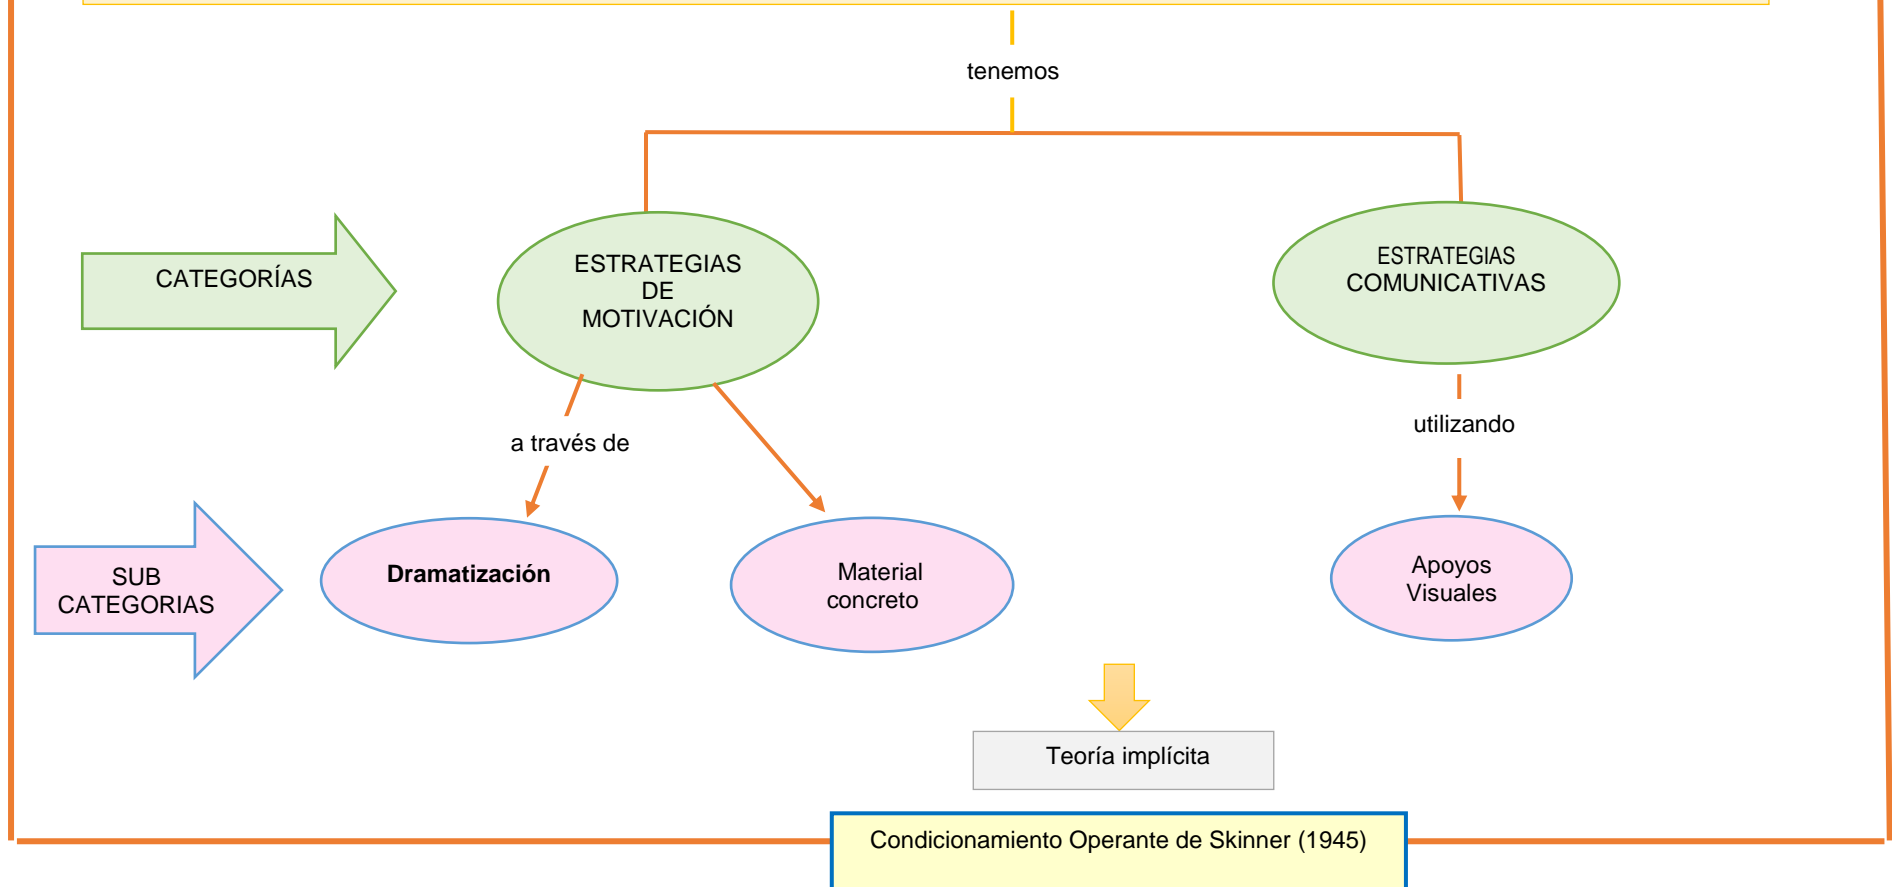 tenemos
CATEGORÍAS
ESTRATEGIAS
DE
MOTIVACIÓN
ESTRATEGIAS
COMUNICATIVAS
a través de
utilizando
SUB
CATEGORIAS
Dramatización
Material
concreto
Apoyos
Visuales
Teoría implícita
Condicionamiento Operante de Skinner (1945)